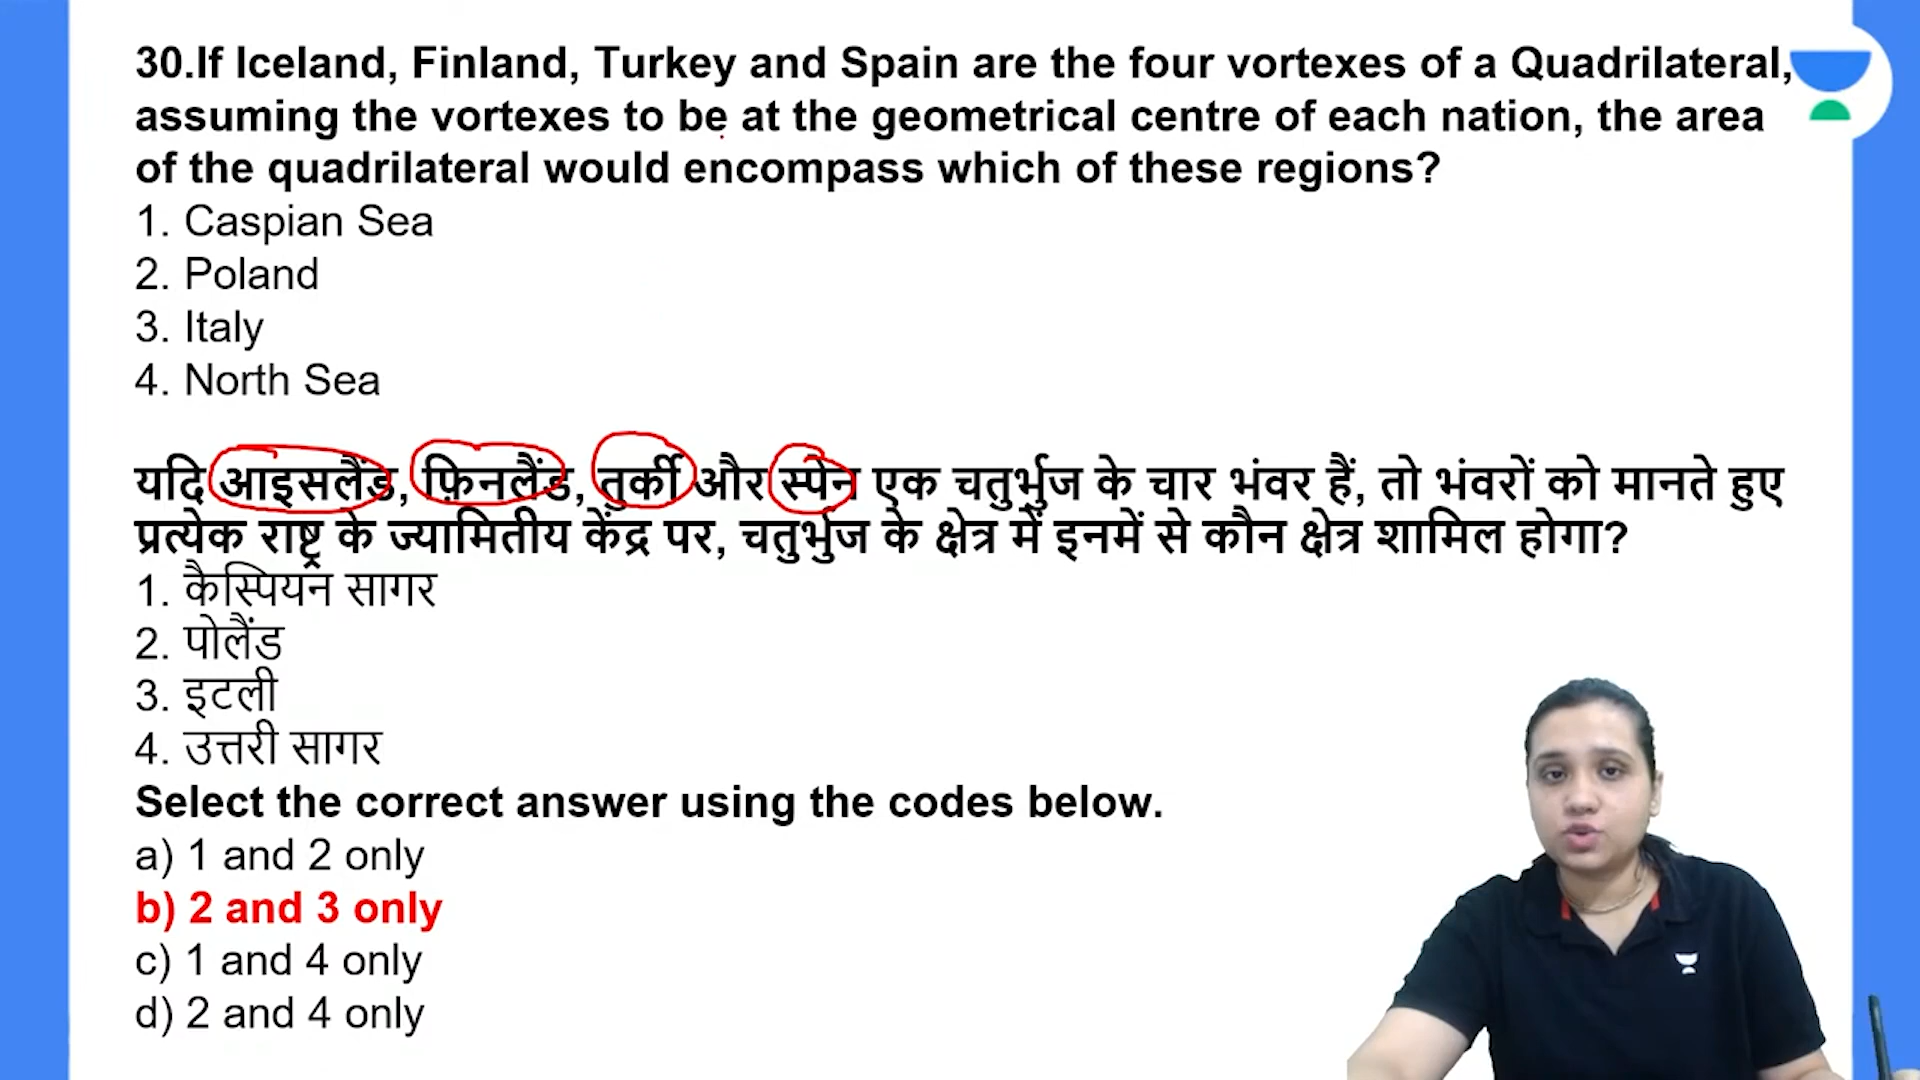 30.If Iceland, Finland, Turkey and Spain are the four vortexes of a Quadrilateral,
assuming the vortexes to be at the geometrical centre of each nation, the area
of the quadrilateral would encompass which of these regions?
1. Caspian Sea
2. Poland
3. Italy
4. North Sea
यदि आइसलैंड, फ़िनलैंड, तुर्की और स्पेन एक चतुर्भुज के चार भंवर हैं, तो भंवरों को मानते हुए
प्रत्येक राष्ट्र के ज्यामितीय केंद्र पर, चतुर्भुज के क्षेत्र में इनमें से कौन क्षेत्र शामिल होगा?
1. कैस्पियन सागर
2. पोलैंड
3. इटली
4. उत्तरी सागर
Select the correct answer using the codes below.
a) 1 and 2 only
b) 2 and 3 only
c) 1 and 4 only
d) 2 and 4 only